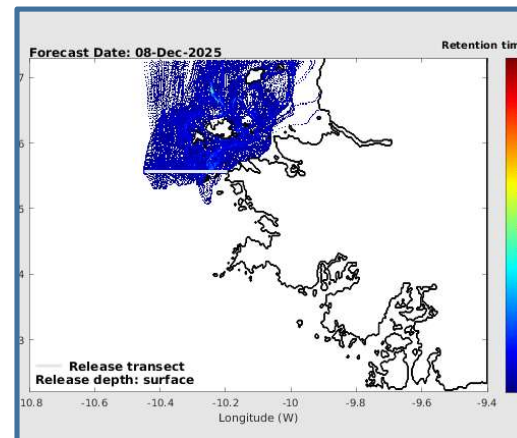 Forecast Date: 08-Dec-2025
Retention tim
7
6
5
4
3
Release transect
Release depth: surface
10.8 -10.6 -10.4 -10.2 -10 -9.8 -9.6 -9.4
Longitude (W)